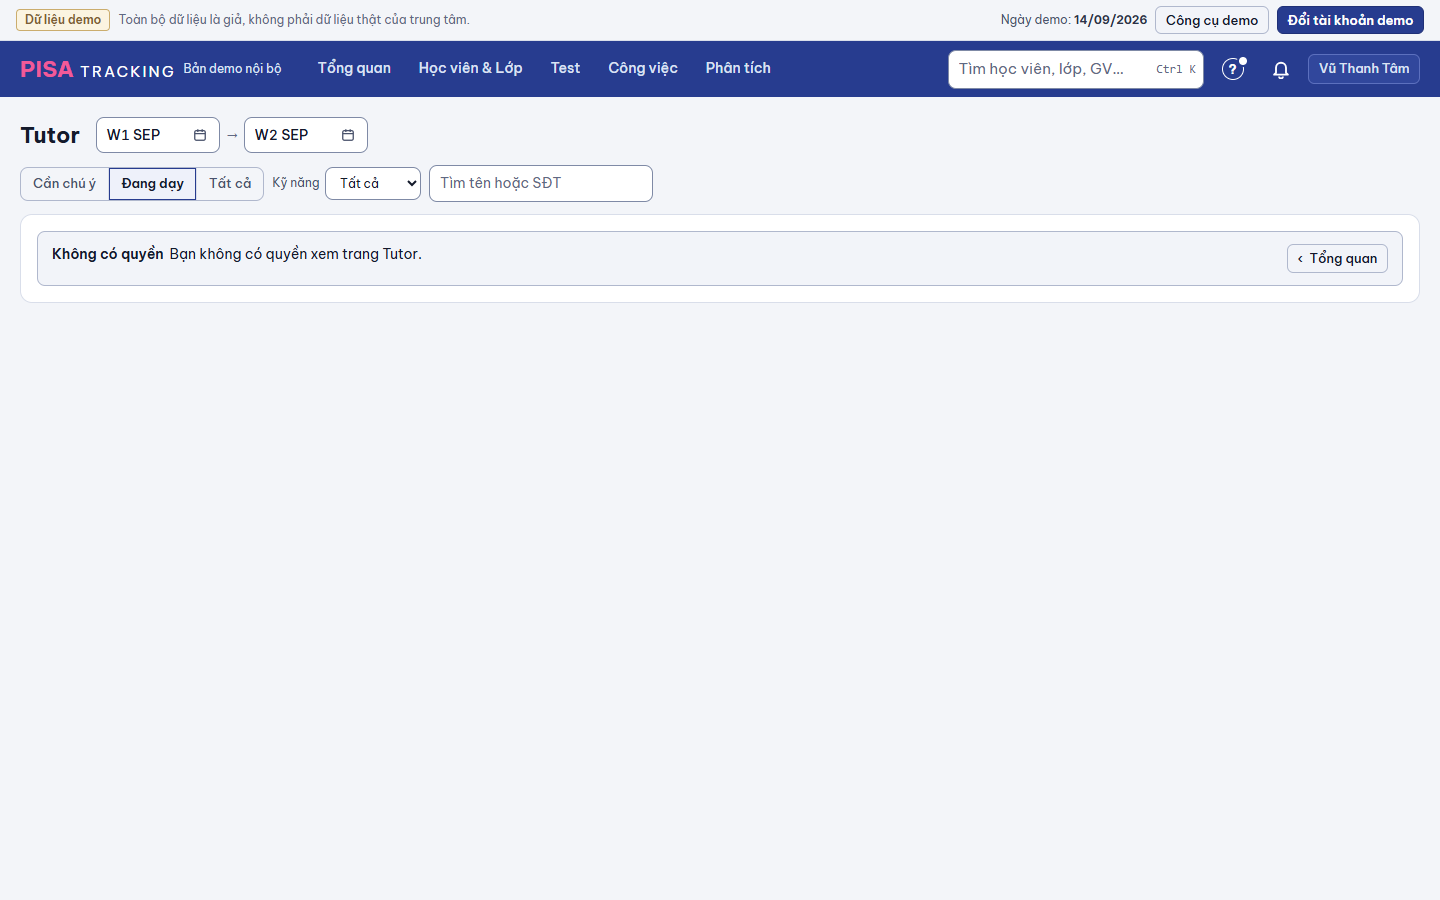 Dữ liệu demo Toàn bộ dữ liệu là giả, không phải dữ liệu thật của trung tâm. Ngày demo: 14/09/2026 Công cụ demo Đổi tài khoản demo
PISA TRACKING Bản demo nội bộ Tổng quan Học viên & Lớp Test Công việc Phân tích Tìm học viên, lớp, GV... Ctrl K ? Vũ Thanh Tâm
Tutor W1 SEP → W2 SEP
Cần chú ý Đang dạy Tất cả Kỹ năng Tất cả Tìm tên hoặc SĐT
Không có quyền Bạn không có quyền xem trang Tutor. ‹ Tổng quan